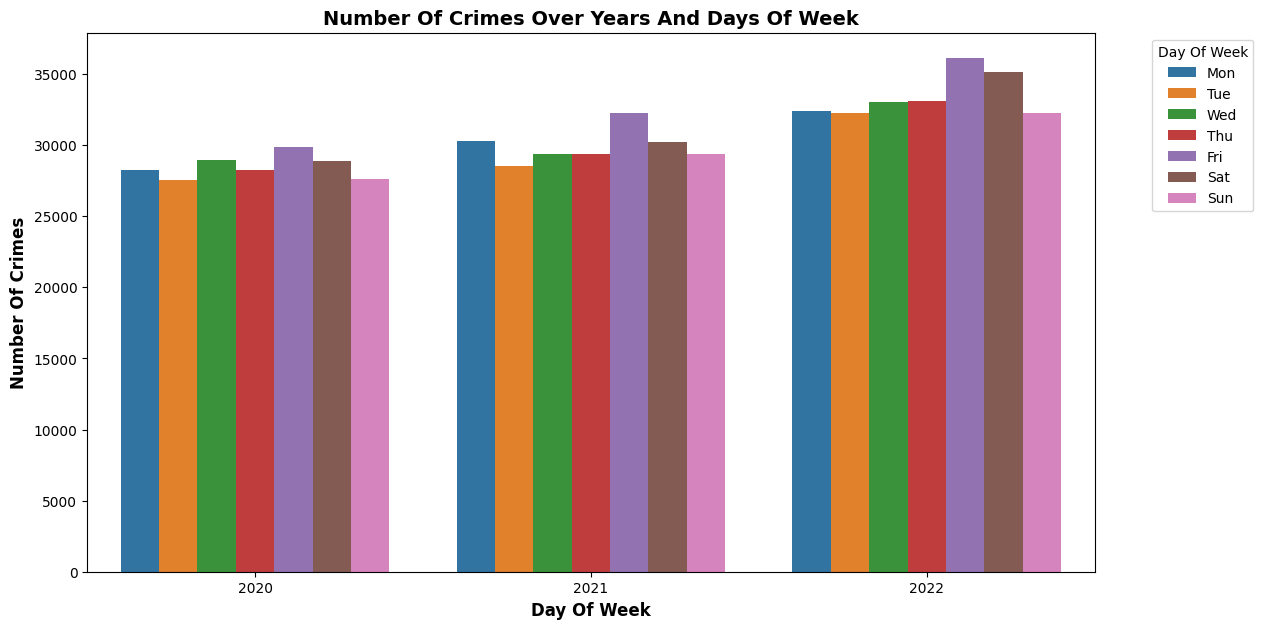 Number Of Crimes Over Years And Days Of Week
Number Of Crimes
35000
30000
25000
20000
15000
10000
5000
0
2020 2021 2022
Day Of Week
Day Of Week
Mon
Tue
Wed
Thu
Fri
Sat
Sun